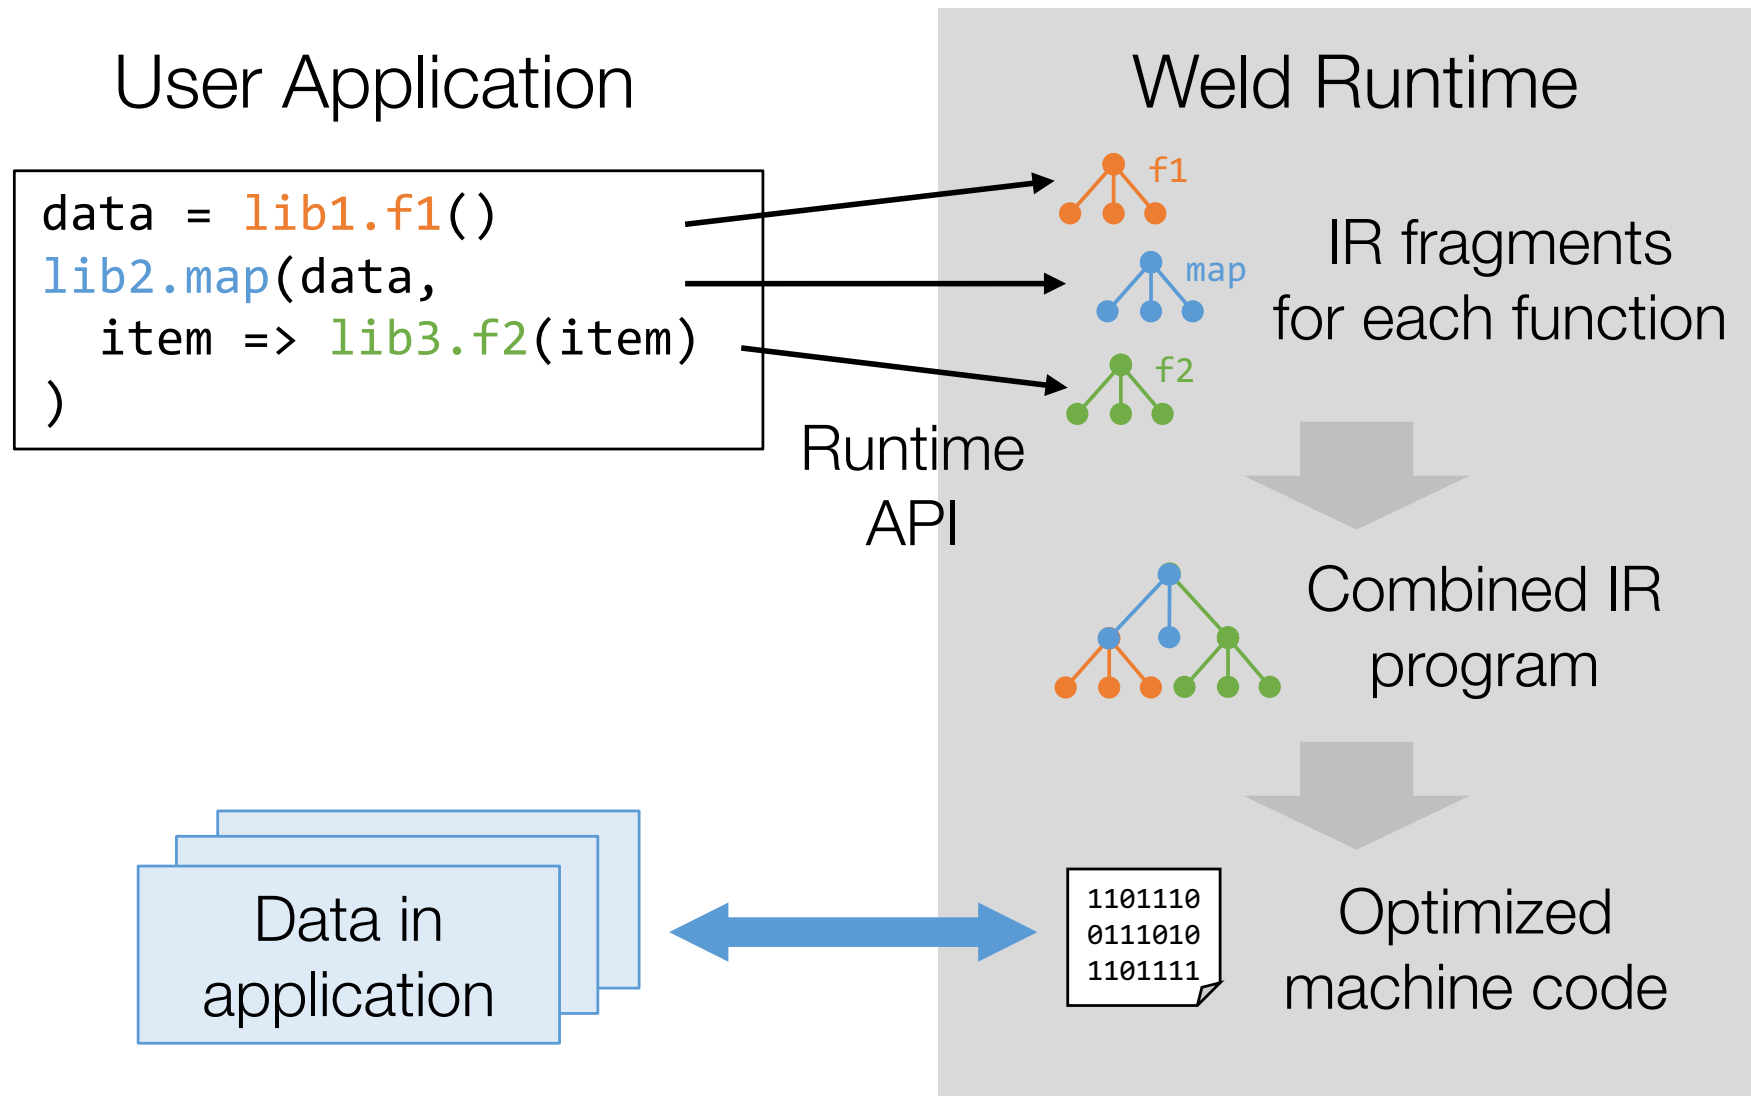 User Application
data = lib1.f1()
lib2.map(data,
  item => lib3.f2(item)
)
Runtime
API
Data in
application
Weld Runtime
f1
map
f2
IR fragments
for each function
Combined IR
program
1101110
0111010
1101111
Optimized
machine code